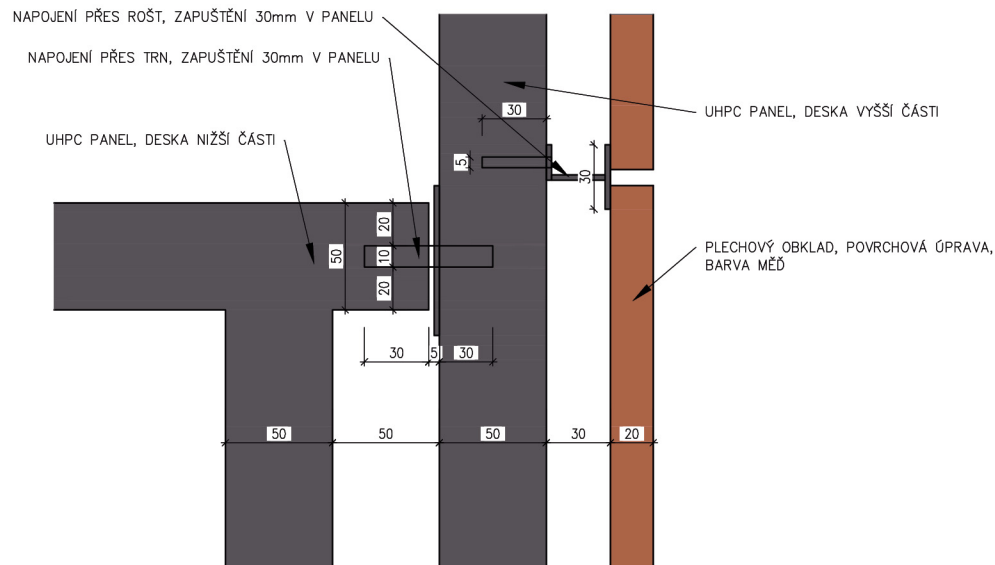 NAPOJENÍ PŘES ROŠT, ZAPUŠTĚNÍ 30mm V PANELU
NAPOJENÍ PŘES TRN, ZAPUŠTĚNÍ 30mm V PANELU
30
UHPC PANEL, DESKA VYŠŠÍ ČÁSTI
UHPC PANEL, DESKA NIŽŠÍ ČÁSTI
5
30
20
50
10
20
PLECHOVÝ OBKLAD, POVRCHOVÁ ÚPRAVA,
BARVA MĚĎ
30
5
30
50
50
50
30
20